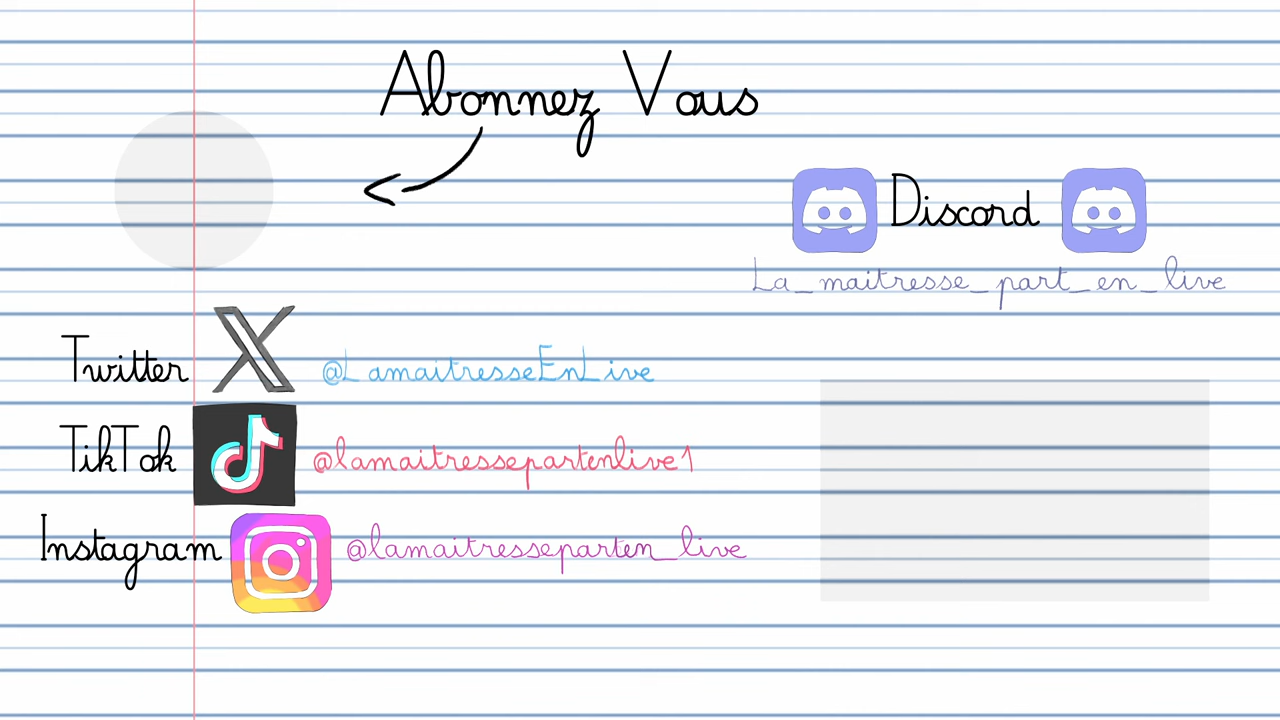 Abonnez Vous
Discord
La_maitresse_part_en_live
Twitter @LamaitresseEnLive
TikTok @lamaitressepartenlive1
Instagram @lamaitresseparten_live